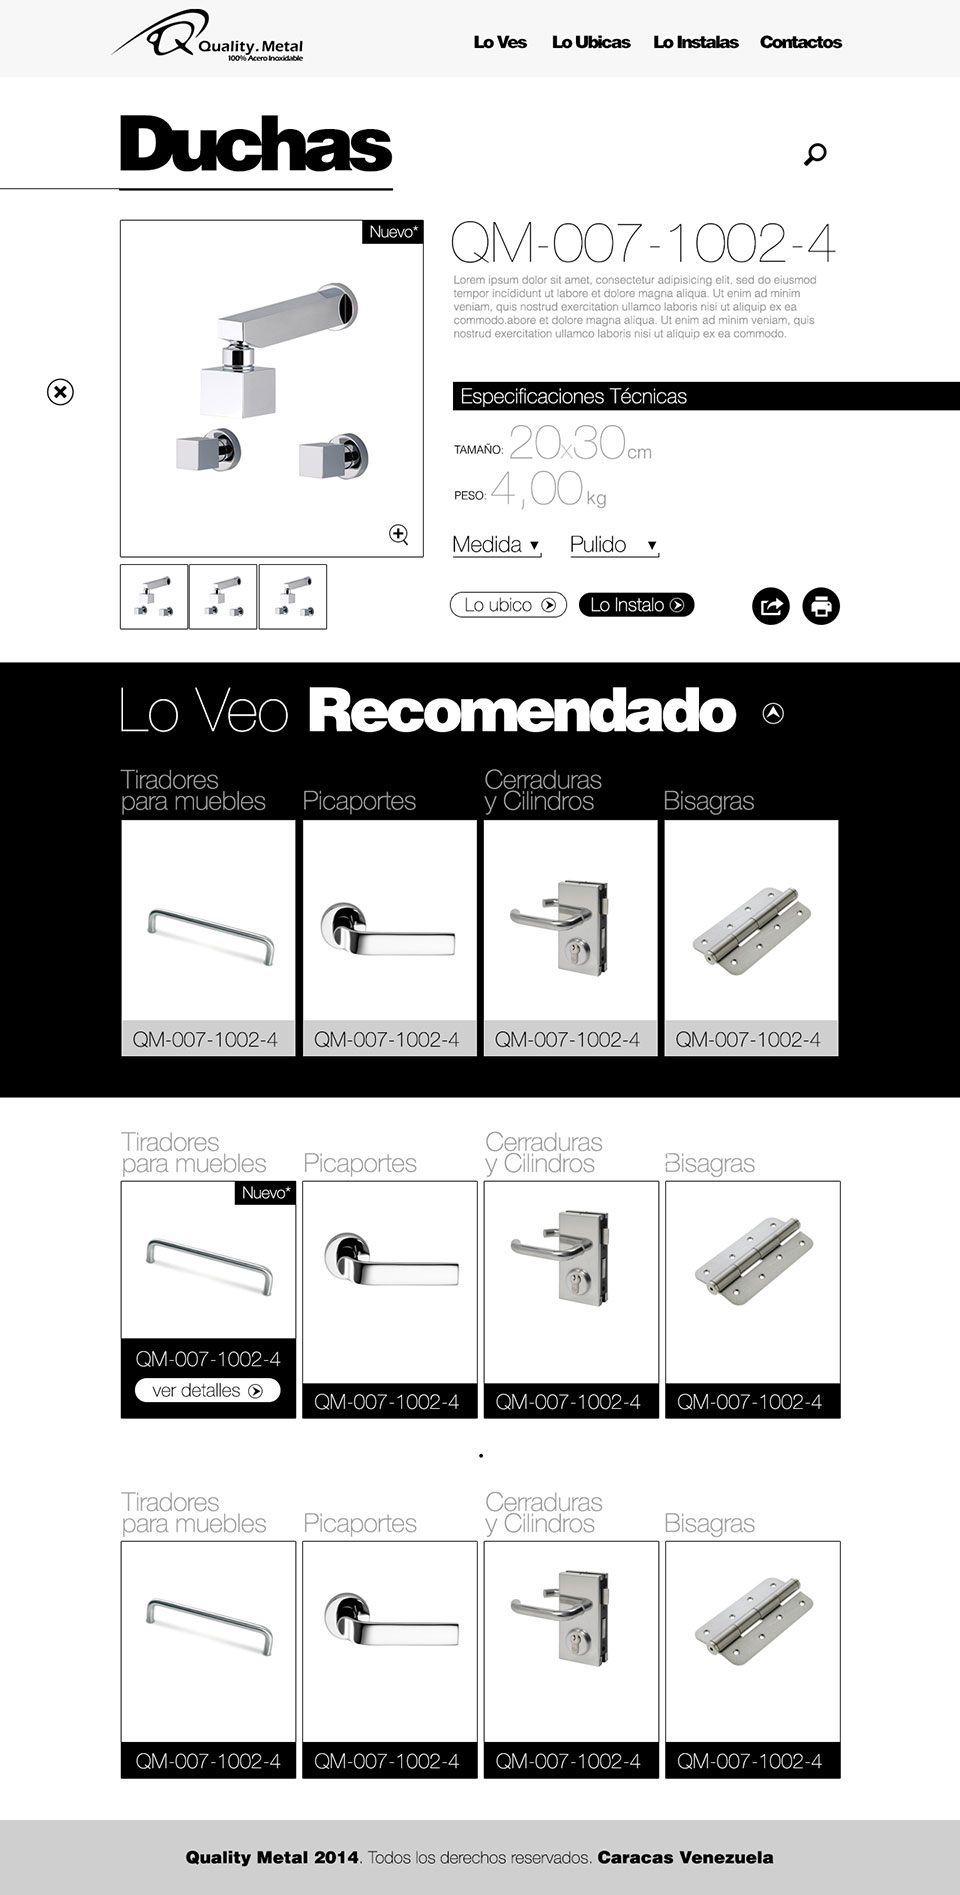 Quality.Metal
100% Acero Inoxidable
Lo Ves Lo Ubicas Lo Instalas Contactos
Duchas
Nuevo*
QM-007-1002-4
Lorem ipsum dolor sit amet, consectetur adipisicing elit, sed do eiusmod
tempor incididunt ut labore et dolore magna aliqua. Ut enim ad minim
veniam, quis nostrud exercitation ullamco laboris nisi ut aliquip ex ea
commodo.abore et dolore magna aliqua. Ut enim ad minim veniam, quis
nostrud exercitation ullamco laboris nisi ut aliquip ex ea commodo.
Especificaciones Técnicas
TAMAÑO: 20x30cm
PESO: 4,00kg
Medida ▼ Pulido ▼
Lo ubico Lo Instalo
Lo Veo Recomendado
Tiradores
para muebles
Picaportes
Cerraduras
y Cilindros
Bisagras
QM-007-1002-4 QM-007-1002-4 QM-007-1002-4 QM-007-1002-4
Tiradores
para muebles
Picaportes
Cerraduras
y Cilindros
Bisagras
Nuevo*
QM-007-1002-4
ver detalles
QM-007-1002-4 QM-007-1002-4 QM-007-1002-4
Tiradores
para muebles
Picaportes
Cerraduras
y Cilindros
Bisagras
QM-007-1002-4 QM-007-1002-4 QM-007-1002-4 QM-007-1002-4
Quality Metal 2014. Todos los derechos reservados. Caracas Venezuela